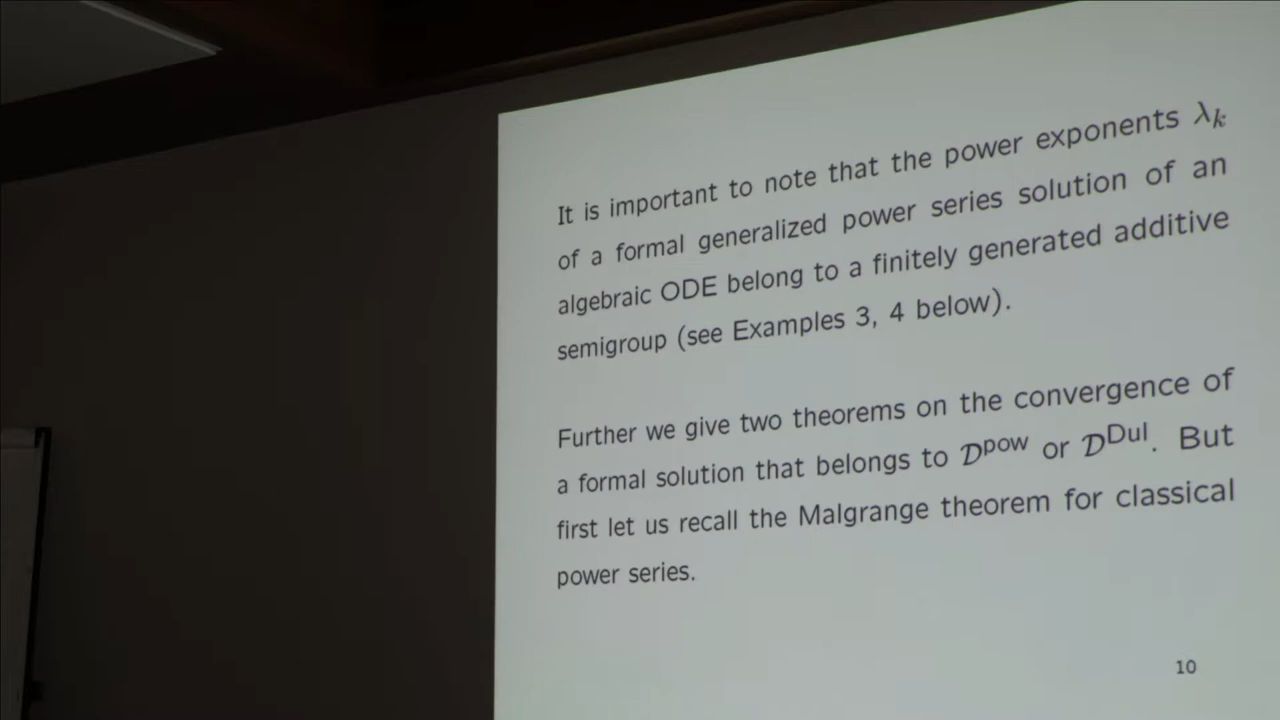 It is important to note that the power exponents λₖ
of a formal generalized power series solution of an
algebraic ODE belong to a finitely generated additive
semigroup (see Examples 3, 4 below).
Further we give two theorems on the convergence of
a formal solution that belongs to 𝒟ᵖᵒʷ or 𝒟ᴰᵘˡ. But
first let us recall the Malgrange theorem for classical
power series.
10